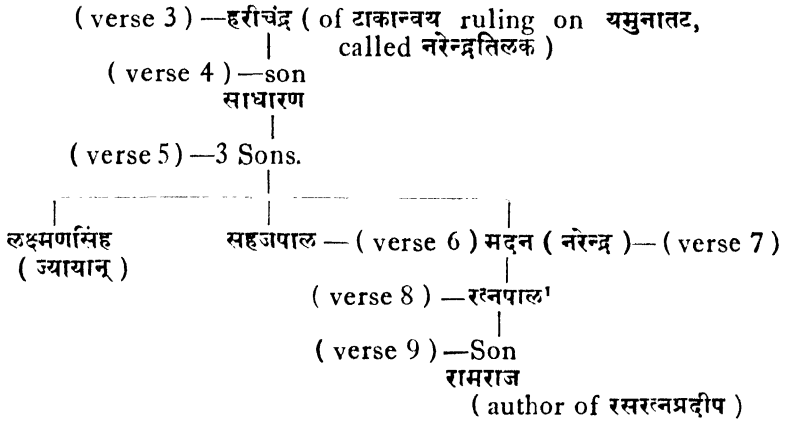 ( verse 3 ) —हरीचंद्र ( of टाकान्वय ruling on यमुनातट,
called नरेन्द्रतिलक )
( verse 4 ) —son
साधारण
( verse 5 ) —3 Sons.
लक्ष्मणसिंह सहजपाल — ( verse 6 ) मदन ( नरेन्द्र )— ( verse 7 )
( ज्यायान् )
( verse 8 ) —रत्नपाल¹
( verse 9 ) —Son
रामराज
( author of रसरत्नप्रदीप )